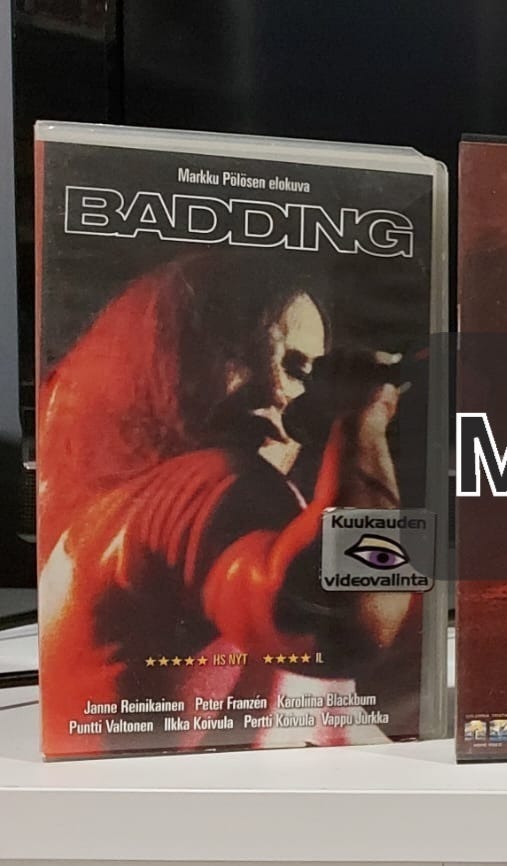 Markku Pölösen elokuva
BADDING
M
Kuukauden
videovalinta
★★★★★ HS NYT ★★★★ IL
Janne Reinikainen Peter Franzén Karoliina Blackburn
Puntti Valtonen Ilkka Koivula Pertti Koivula Vappu Jurkka